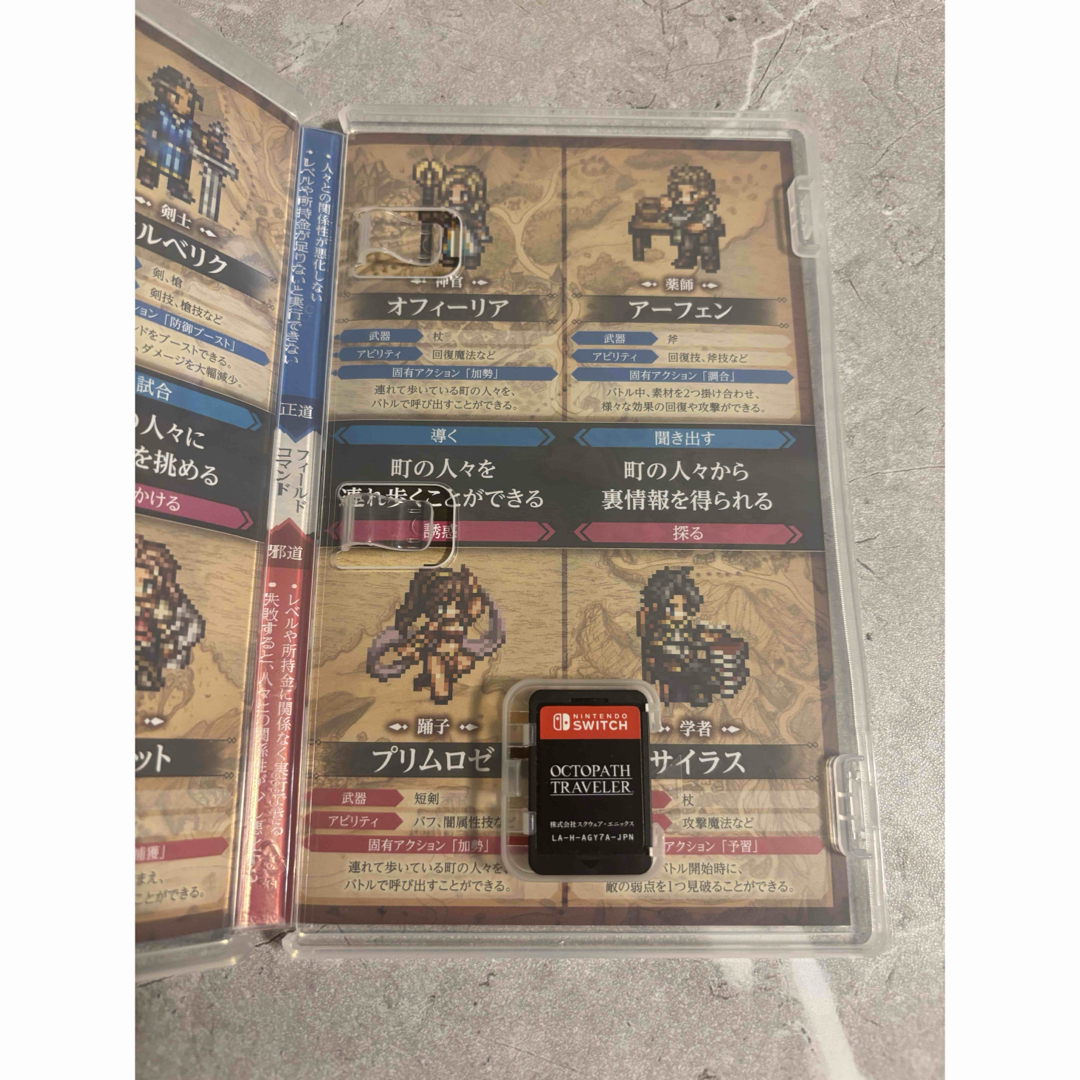 剣士
ルベリク
剣、槍
剣技、槍技など
ション「防御ブースト」
ドをブーストできる。
ダメージを大幅減少。
試合
人々に
を挑める
かける
ット
捕獲」
まえ、
ことができる。
・人々との関係性が悪化しない
・レベルや所持金が足りないと実行できない
正道
フィールド
コマンド
邪道
・レベルや所持金に関係なく実行できる
・失敗すると、人々との関係性が
神官
オフィーリア
武器 杖
アビリティ 回復魔法など
固有アクション「加勢」
連れて歩いている町の人々を、
バトルで呼び出すことができる。
導く
町の人々を
連れ歩くことができる
誘惑
薬師
アーフェン
武器 斧
アビリティ 回復技、斧技など
固有アクション「調合」
バトル中、素材を2つ掛け合わせ、
様々な効果の回復や攻撃ができる。
聞き出す
町の人々から
裏情報を得られる
探る
踊子
プリムロゼ
武器 短剣
アビリティ バフ、闇属性技な
固有アクション「加勢」
連れて歩いている町の人々を、
バトルで呼び出すことができる。
学者
サイラス
杖
攻撃魔法など
アクション「予習」
バトル開始時に、
敵の弱点を1つ見破ることができる。
NINTENDO
SWITCH
OCTOPATH
TRAVELER
株式会社スクウェア・エニックス
LA-H-AGY7A-JPN